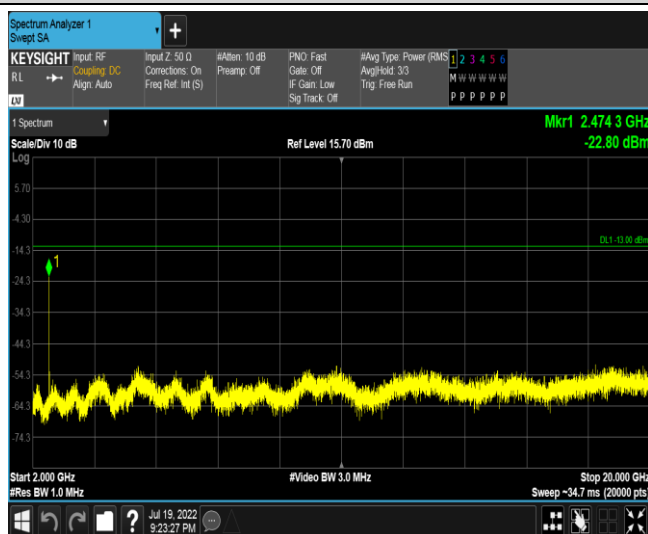 Spectrum Analyzer 1
Swept SA
+
KEYSIGHT
RL
LXI
Input: RF
Coupling: DC
Align: Auto
Input Z: 50 Ω
Corrections: On
Freq Ref: Int (S)
#Atten: 10 dB
Preamp: Off
PNO: Fast
Gate: Off
IF Gain: Low
Sig Track: Off
#Avg Type: Power (RMS
Avg|Hold: 3/3
Trig: Free Run
1 2 3 4 5 6
M W W W W W
P P P P P P
1 Spectrum
Mkr1 2.474 3 GHz
-22.80 dBm
Scale/Div 10 dB
Ref Level 15.70 dBm
Log
5.70
-4.30
DL1 -13.00 dBm
-14.3
1
-24.3
-34.3
-44.3
-54.3
-64.3
-74.3
Start 2.000 GHz
#Video BW 3.0 MHz
Stop 20.000 GHz
#Res BW 1.0 MHz
Sweep ~34.7 ms (20000 pts)
?
Jul 19, 2022
9:23:27 PM